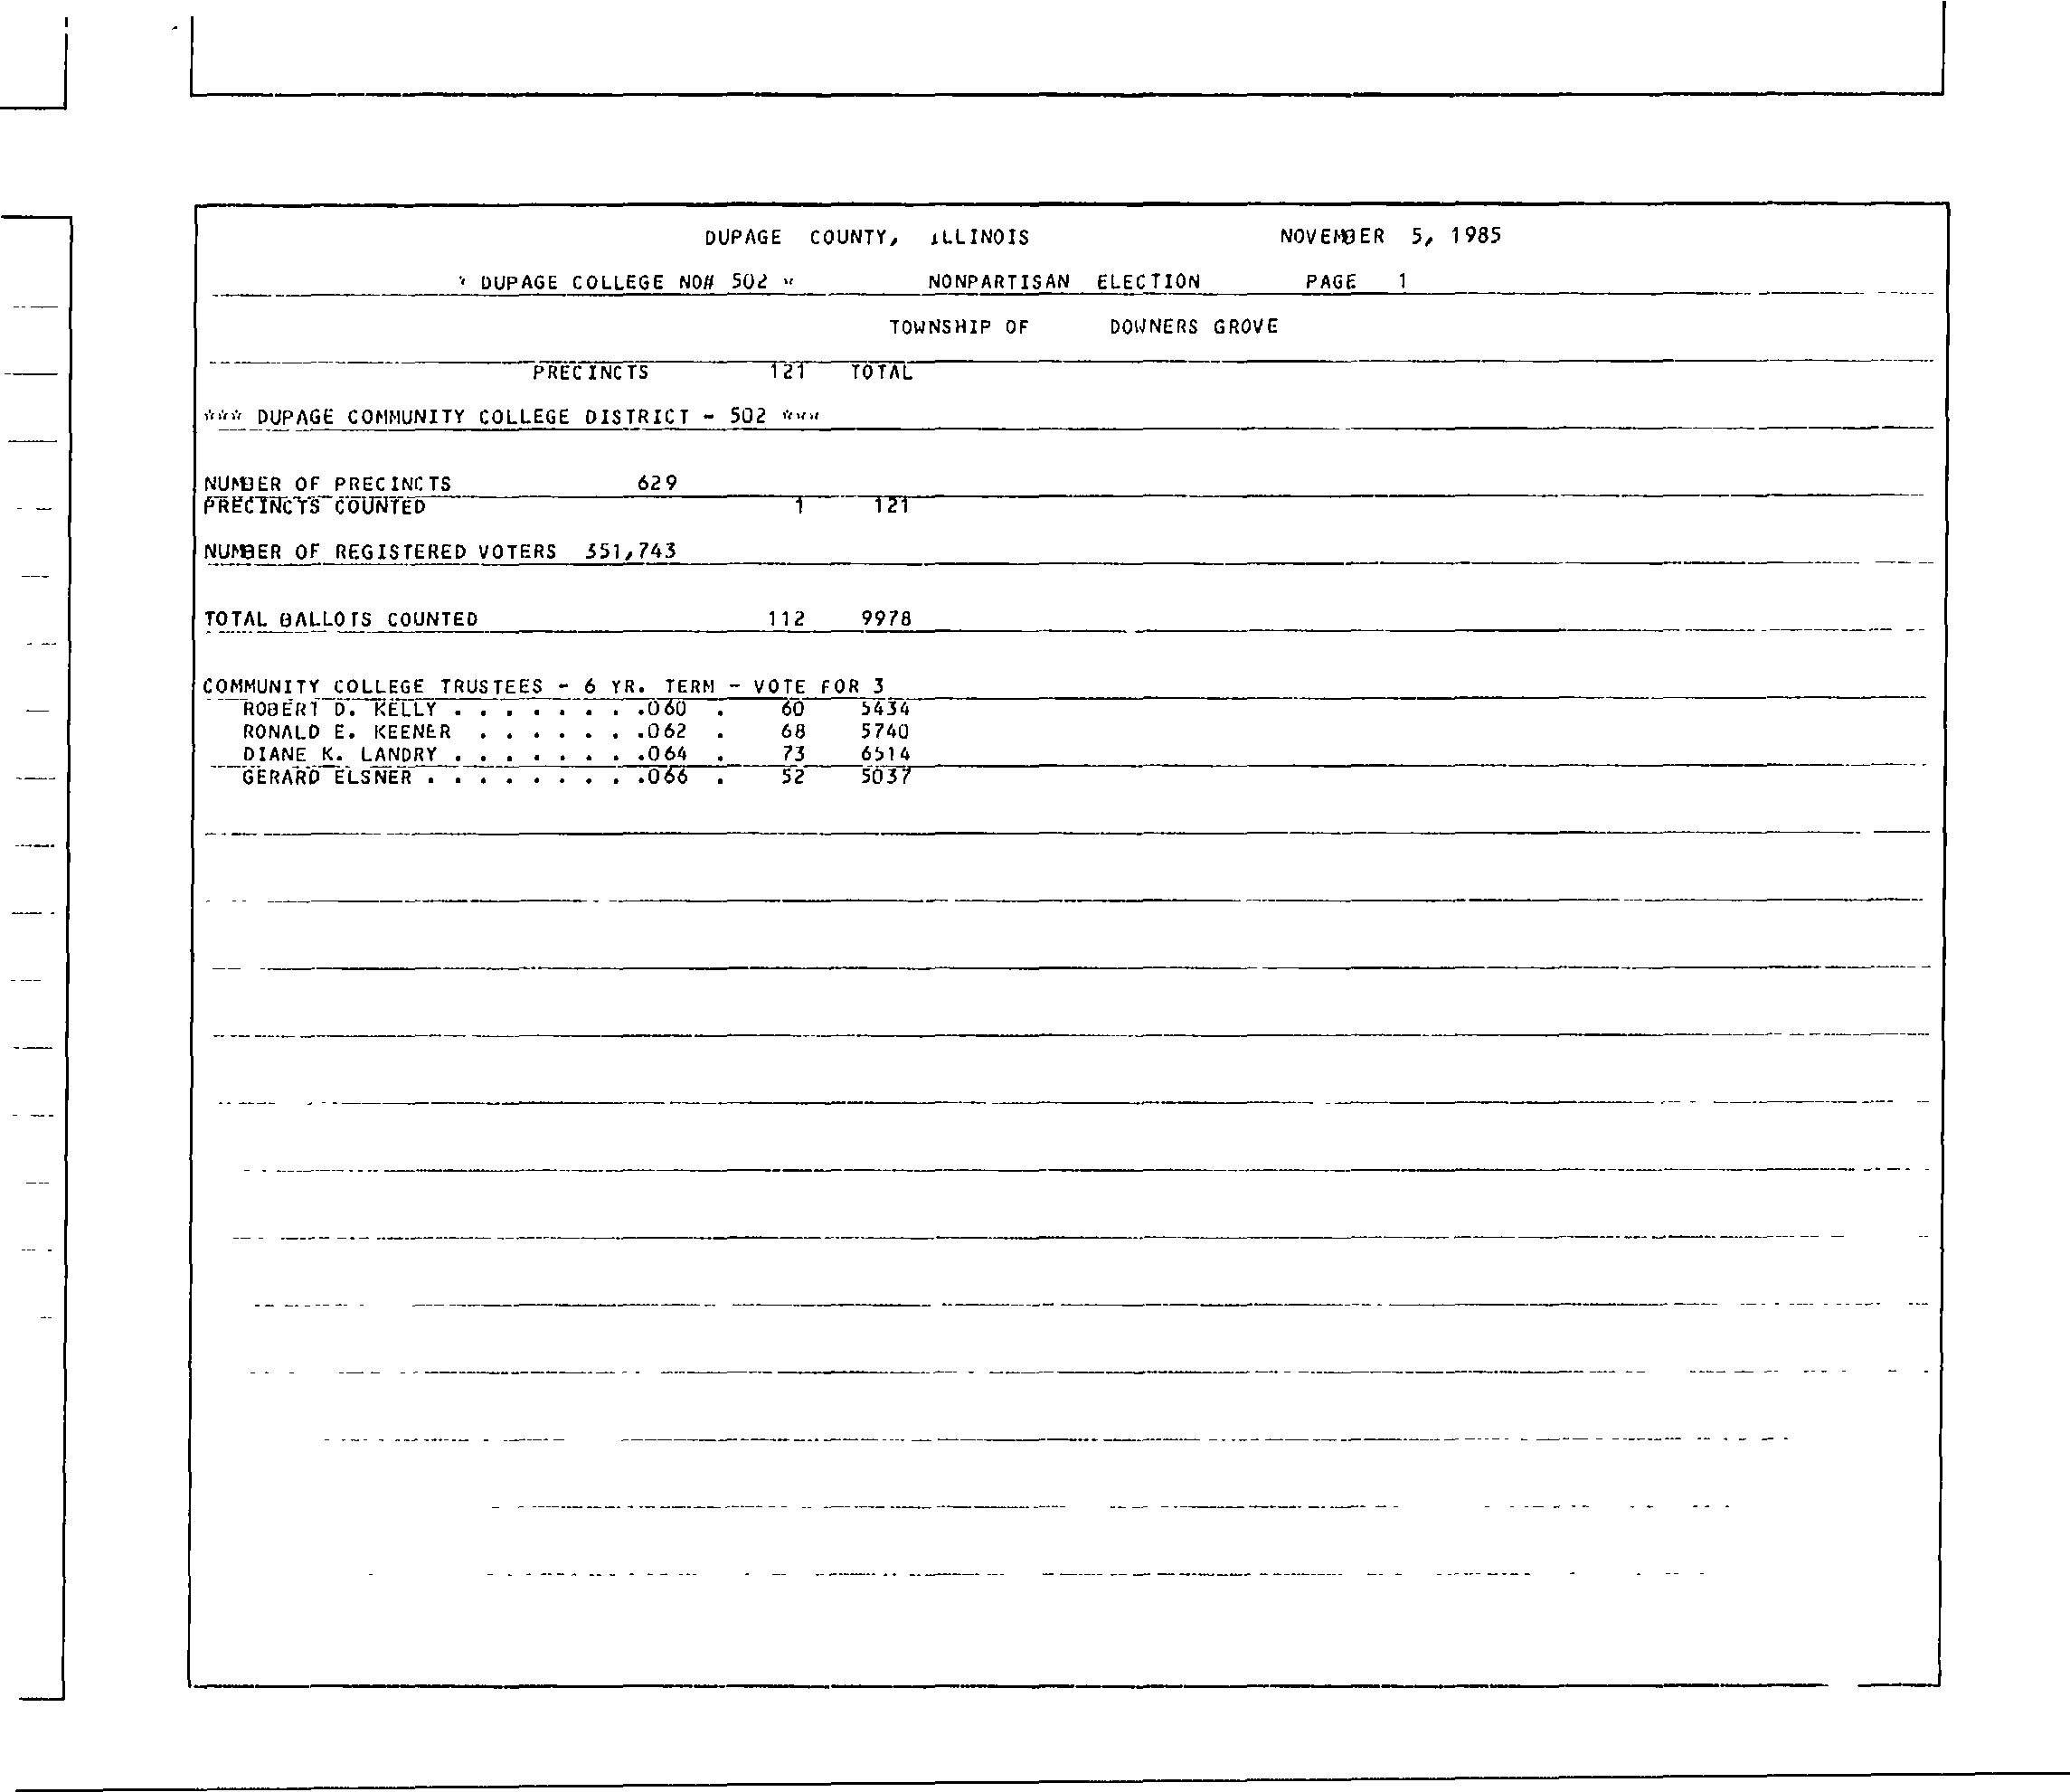 DUPAGE COUNTY, ILLINOIS NOVEMBER 5, 1985
* DUPAGE COLLEGE NO# 502 * NONPARTISAN ELECTION PAGE 1
TOWNSHIP OF DOWNERS GROVE
PRECINCTS 121 TOTAL
*** DUPAGE COMMUNITY COLLEGE DISTRICT - 502 ***
NUMBER OF PRECINCTS 629
PRECINCTS COUNTED 1 121
NUMBER OF REGISTERED VOTERS 351,743
TOTAL BALLOTS COUNTED 112 9978
COMMUNITY COLLEGE TRUSTEES - 6 YR. TERM - VOTE FOR 3
ROBERT D. KELLY . . . . . . . .060 . 60 5434
RONALD E. KEENER . . . . . . .062 . 68 5740
DIANE K. LANDRY . . . . . . . .064 . 73 6514
GERARD ELSNER . . . . . . . . .066 . 52 5037